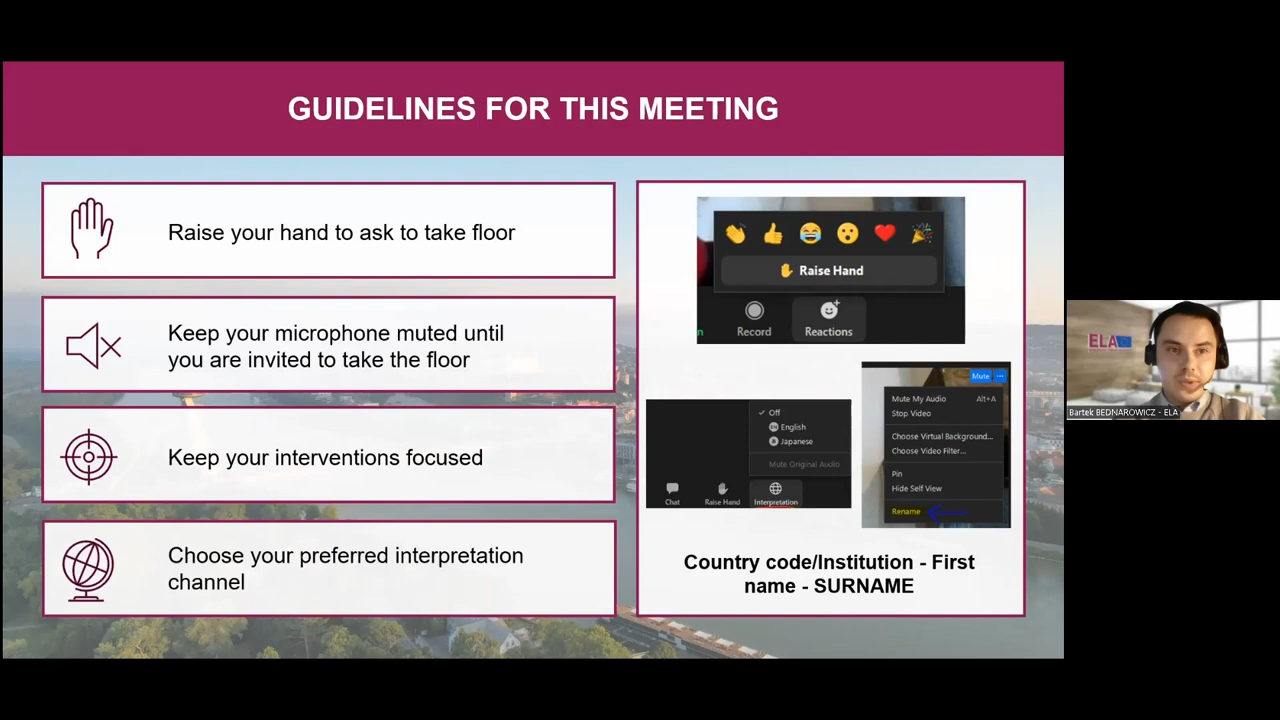 GUIDELINES FOR THIS MEETING
Raise your hand to ask to take floor
Keep your microphone muted until
you are invited to take the floor
Keep your interventions focused
Choose your preferred interpretation
channel
Raise Hand
n
Record
Reactions
Off
English
Japanese
Mute Original Audio
Chat
Raise Hand
Interpretation
Mute
Mute My Audio Alt+A
Stop Video
Choose Virtual Background...
Choose Video Filter...
Pin
Hide Self View
Rename
Country code/Institution - First
name - SURNAME
ELA
Bartek BEDNAROWICZ - ELA